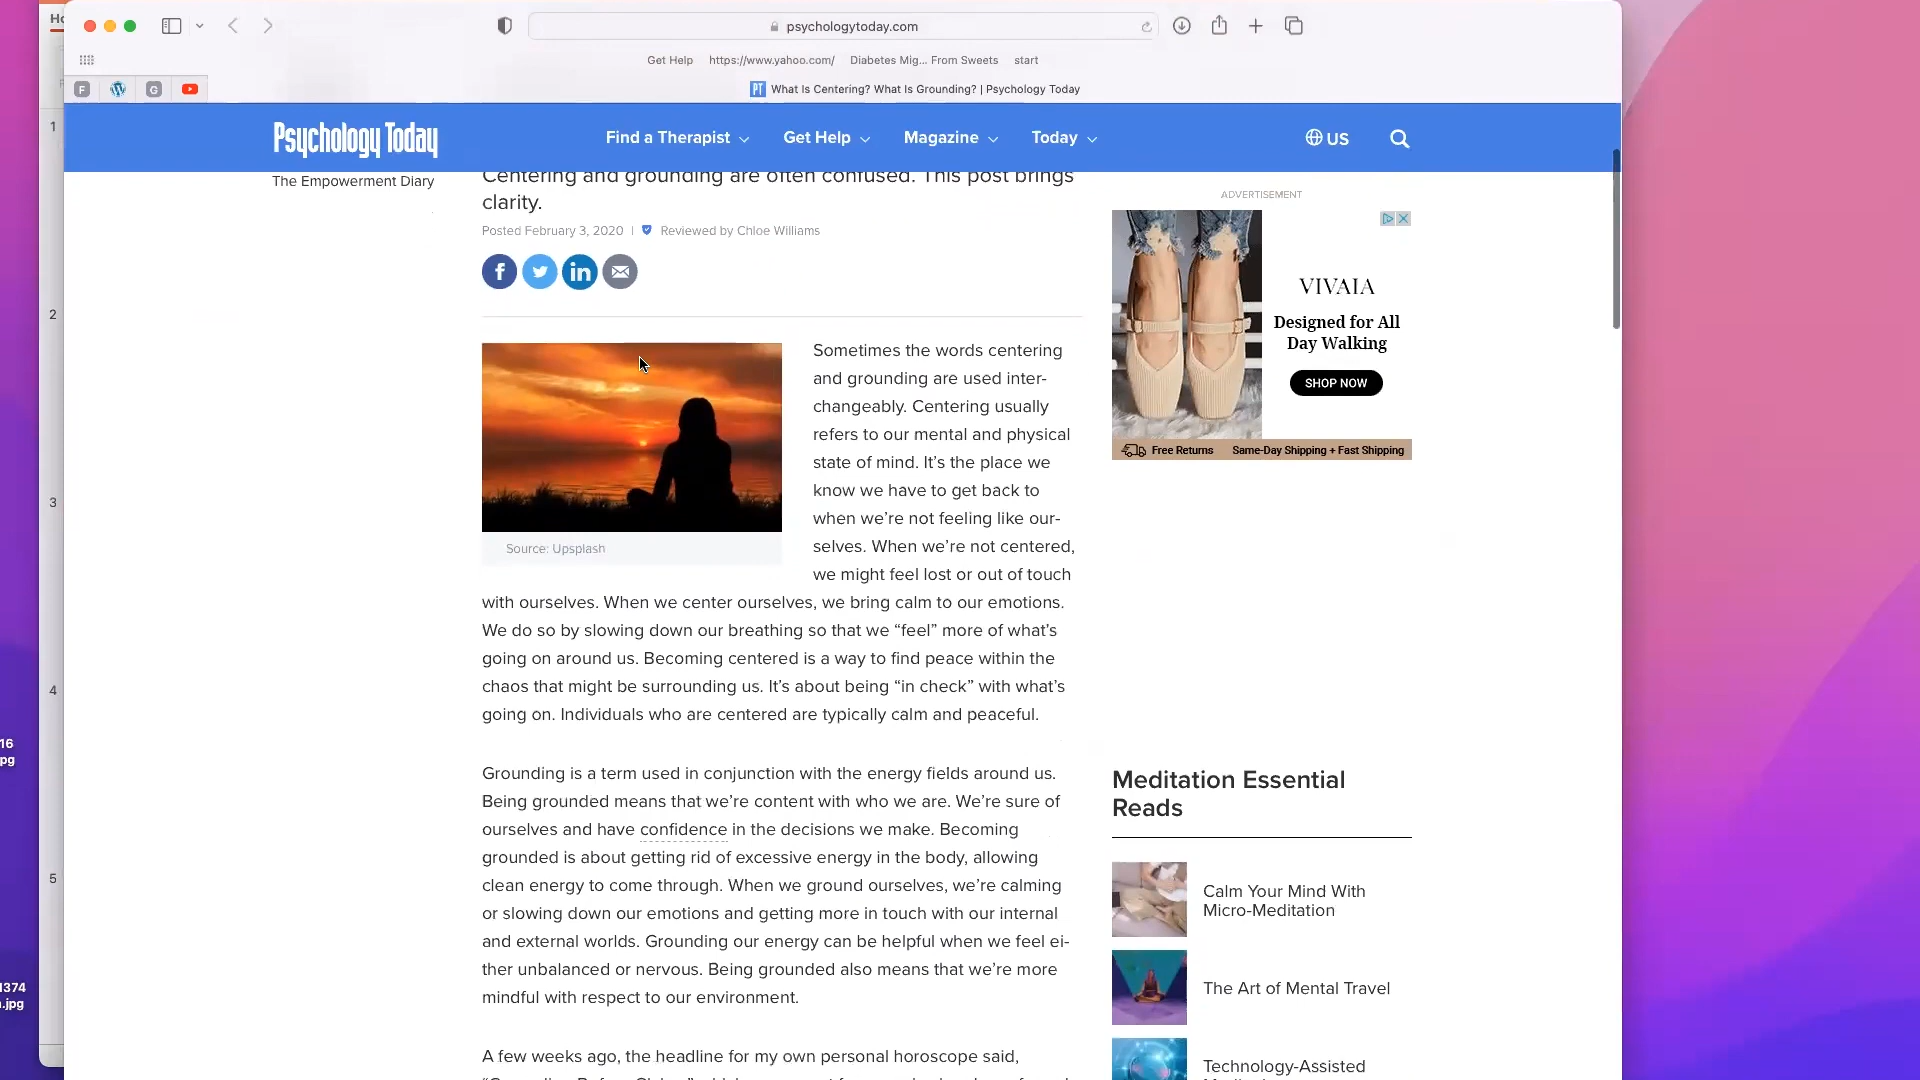 Ho
psychologytoday.com
Get Help https://www.yahoo.com/ Diabetes Mig... From Sweets start
F G
PT What Is Centering? What Is Grounding? | Psychology Today
Psychology Today
Find a Therapist Get Help Magazine Today US
The Empowerment Diary
Centering and grounding are often confused. This post brings
clarity.
Posted February 3, 2020 | Reviewed by Chloe Williams
Sometimes the words centering
and grounding are used inter-
changeably. Centering usually
refers to our mental and physical
state of mind. It’s the place we
know we have to get back to
when we’re not feeling like our-
selves. When we’re not centered,
we might feel lost or out of touch
Source: Upsplash
with ourselves. When we center ourselves, we bring calm to our emotions.
We do so by slowing down our breathing so that we “feel” more of what’s
going on around us. Becoming centered is a way to find peace within the
chaos that might be surrounding us. It’s about being “in check” with what’s
going on. Individuals who are centered are typically calm and peaceful.
Grounding is a term used in conjunction with the energy fields around us.
Being grounded means that we’re content with who we are. We’re sure of
ourselves and have confidence in the decisions we make. Becoming
grounded is about getting rid of excessive energy in the body, allowing
clean energy to come through. When we ground ourselves, we’re calming
or slowing down our emotions and getting more in touch with our internal
and external worlds. Grounding our energy can be helpful when we feel ei-
ther unbalanced or nervous. Being grounded also means that we’re more
mindful with respect to our environment.
A few weeks ago, the headline for my own personal horoscope said,
ADVERTISEMENT
VIVAIA
Designed for All
Day Walking
SHOP NOW
Free Returns Same-Day Shipping + Fast Shipping
Meditation Essential
Reads
Calm Your Mind With
Micro-Meditation
The Art of Mental Travel
Technology-Assisted
1
2
3
4
5
16
pg
1374
.jpg